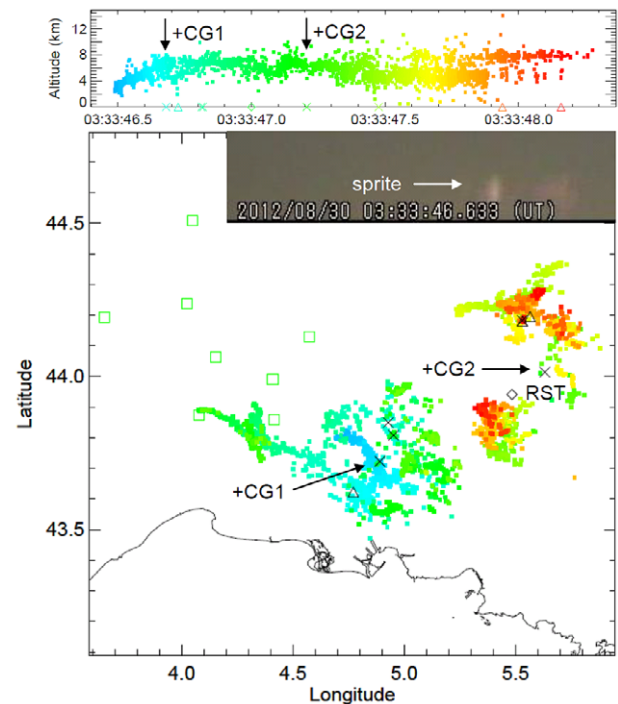 +CG1
+CG2
Altitude (km)
12
8
4
0
03:33:46.5
03:33:47.0
03:33:47.5
03:33:48.0
sprite
2012/08/30 03:33:46.633 (UT)
44.5
44.0
43.5
Latitude
+CG2
RST
+CG1
4.0
4.5
5.0
5.5
Longitude